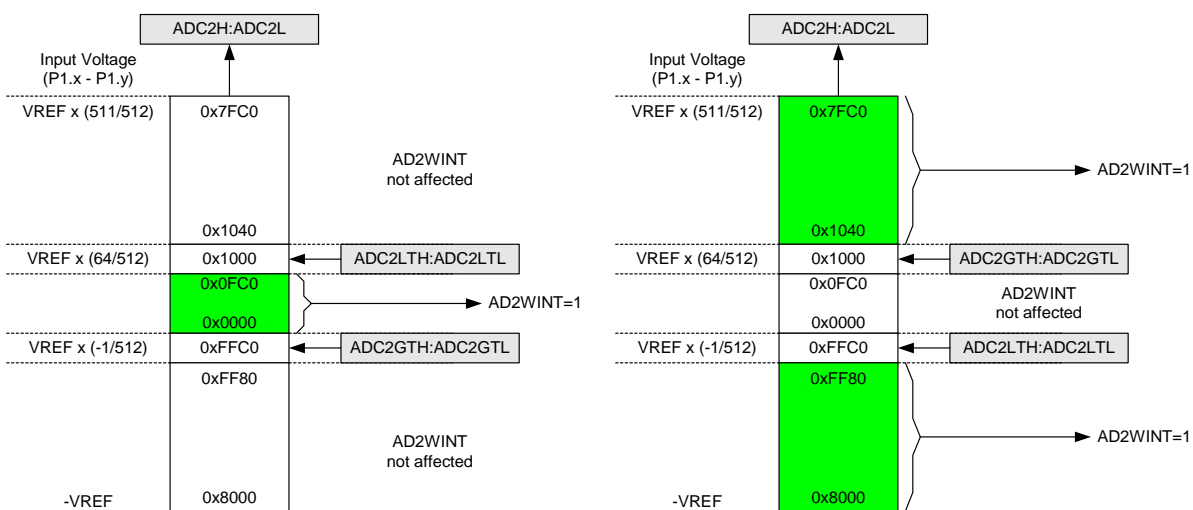 ADC2H:ADC2L
Input Voltage
(P1.x - P1.y)
VREF x (511/512)
0x7FC0
AD2WINT
not affected
0x1040
VREF x (64/512)
0x1000
ADC2LTH:ADC2LTL
0x0FC0
AD2WINT=1
0x0000
VREF x (-1/512)
0xFFC0
ADC2GTH:ADC2GTL
0xFF80
AD2WINT
not affected
-VREF
0x8000
ADC2H:ADC2L
Input Voltage
(P1.x - P1.y)
VREF x (511/512)
0x7FC0
AD2WINT=1
0x1040
VREF x (64/512)
0x1000
ADC2GTH:ADC2GTL
0x0FC0
AD2WINT
not affected
0x0000
VREF x (-1/512)
0xFFC0
ADC2LTH:ADC2LTL
0xFF80
AD2WINT=1
-VREF
0x8000